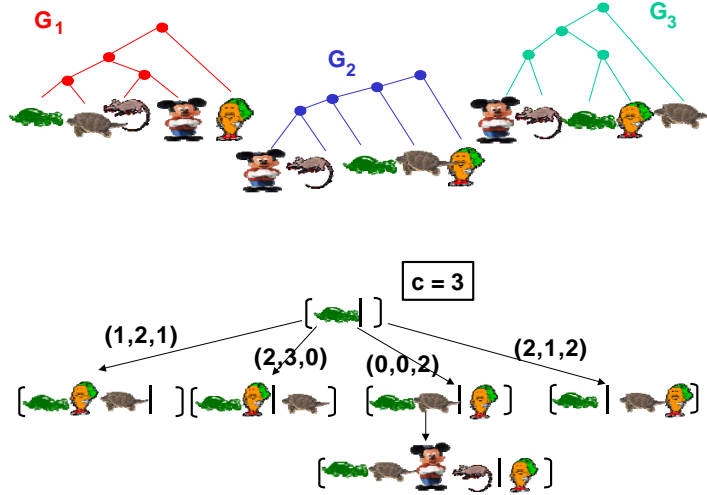 G1
G2
G3
c = 3
(1,2,1)
(2,3,0)
(0,0,2)
(2,1,2)